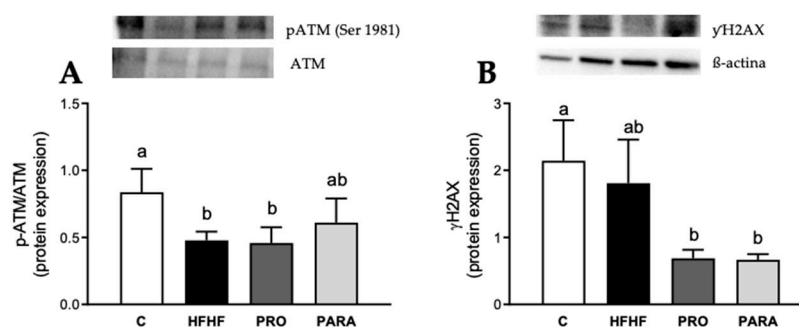 pATM (Ser 1981)
ATM
A
1.5
1.0
0.5
0.0
p-ATM/ATM
(protein expression)
a
b
b
ab
C
HFHF
PRO
PARA
y'H2AX
ß-actina
B
3
2
1
0
γH2AX
(protein expression)
a
ab
b
b
C
HFHF
PRO
PARA